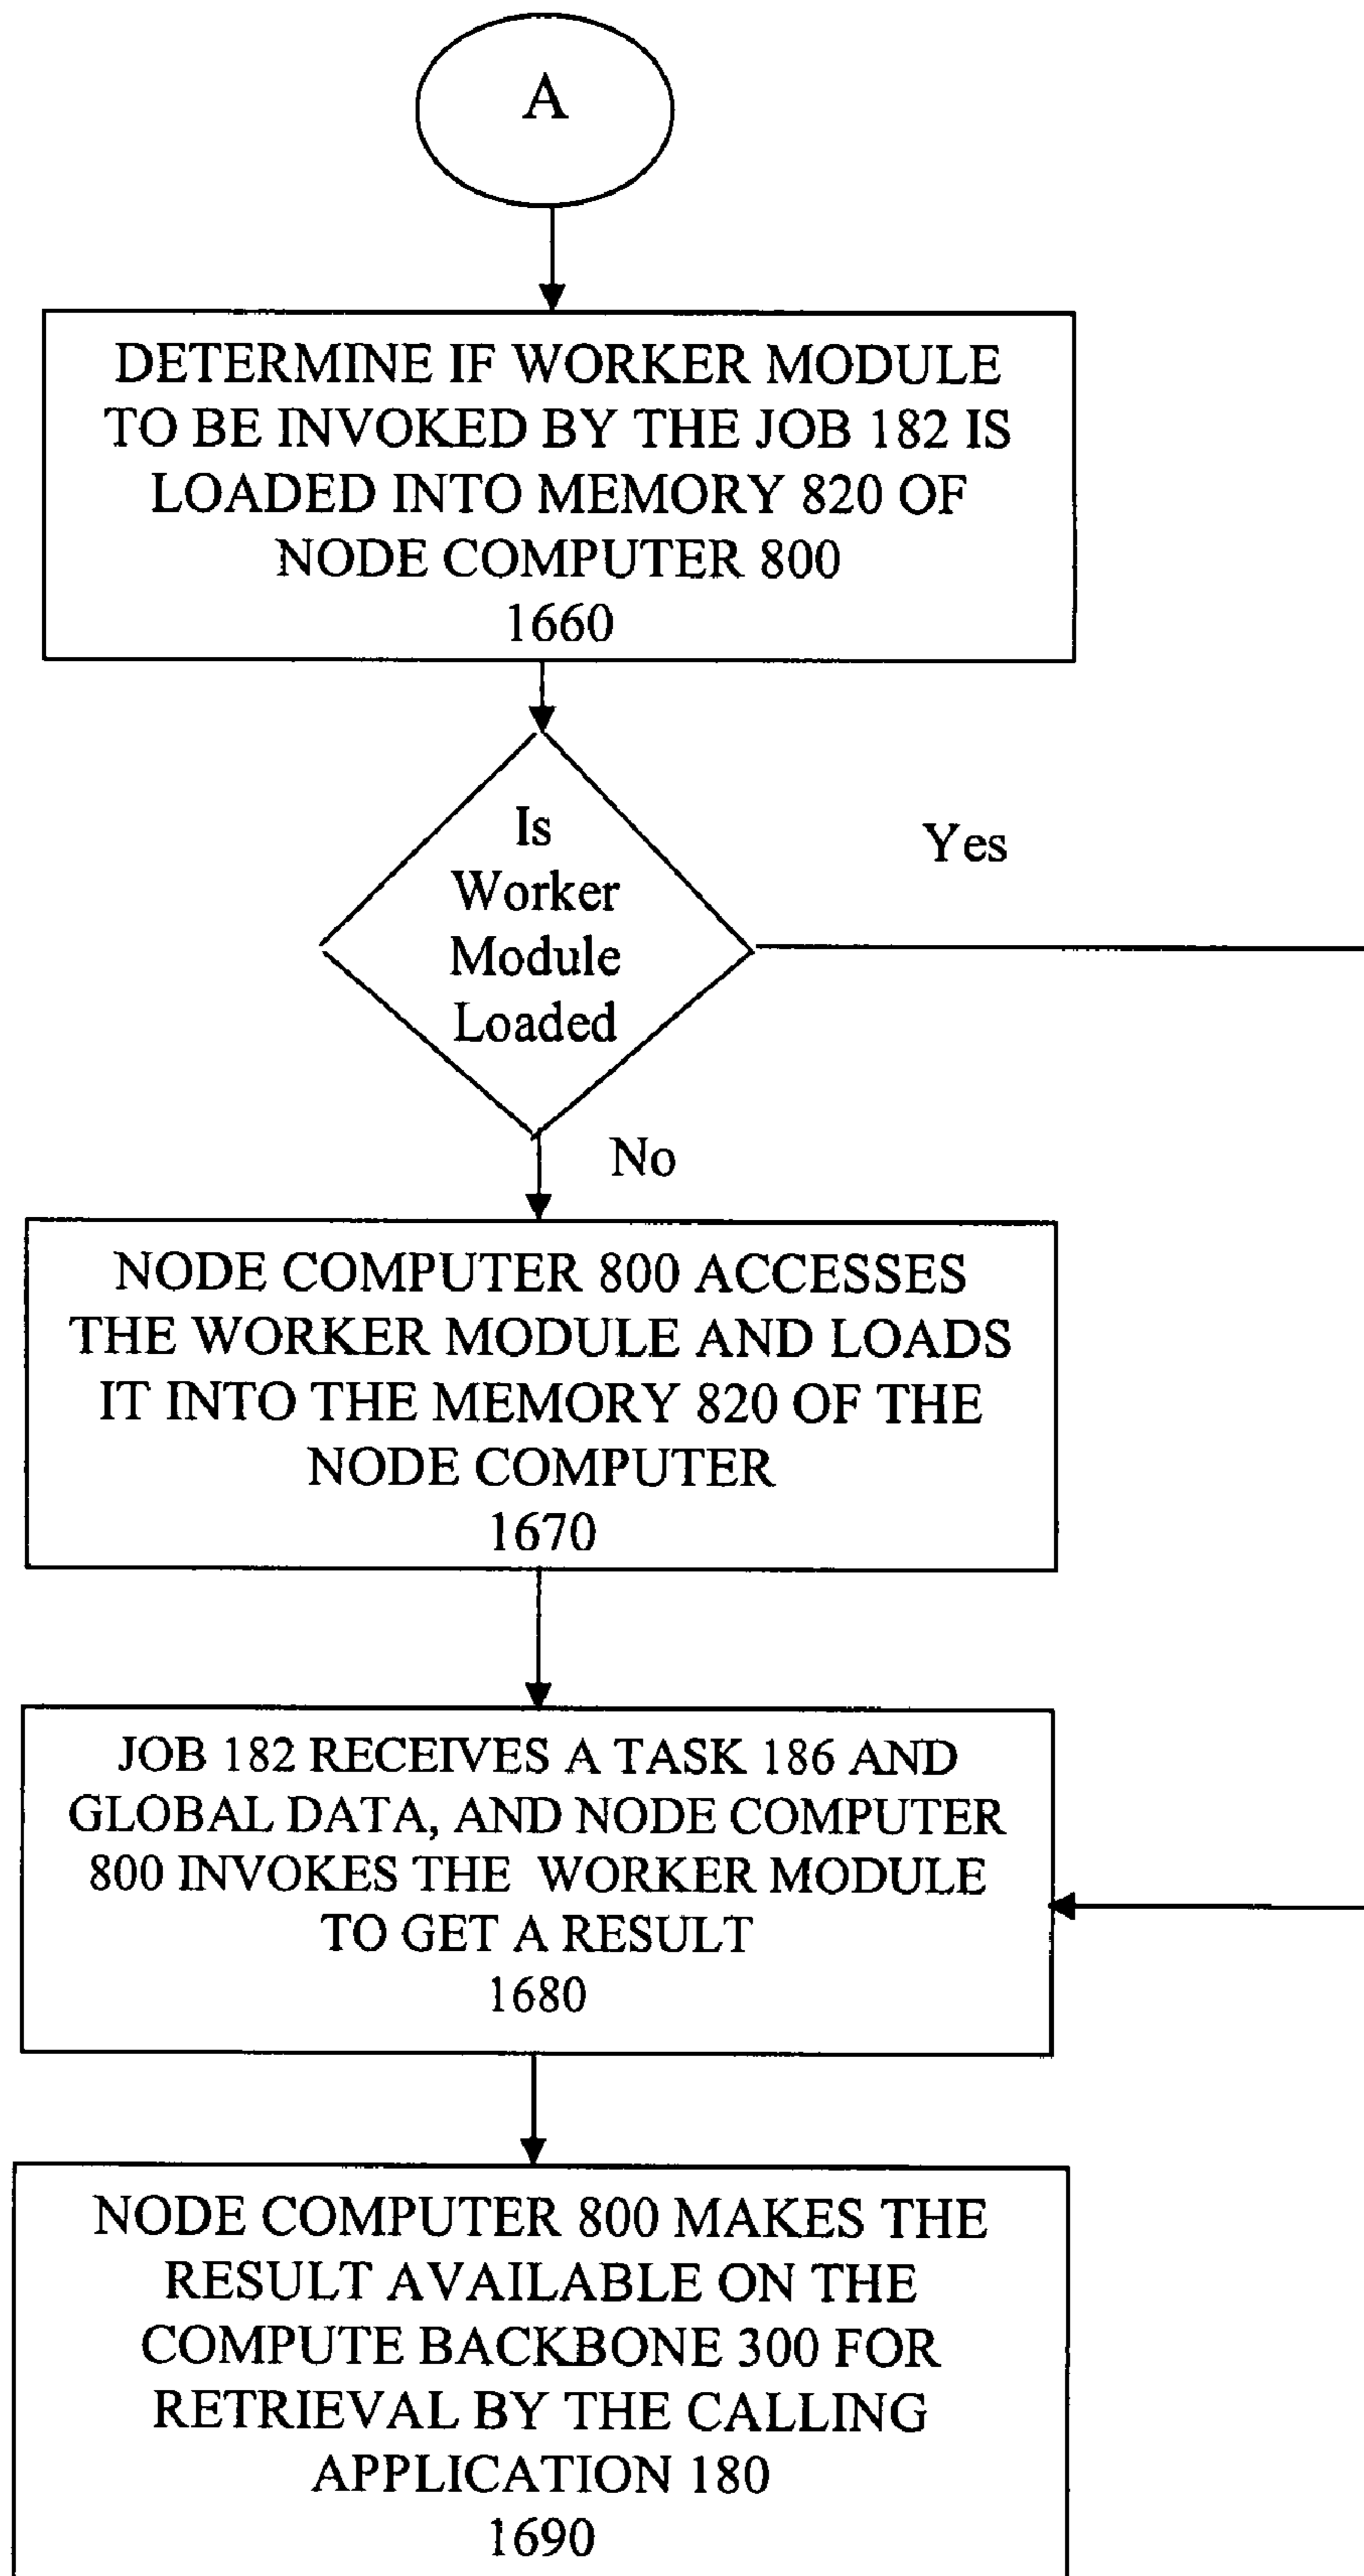 A
DETERMINE IF WORKER MODULE
TO BE INVOKED BY THE JOB 182 IS
LOADED INTO MEMORY 820 OF
NODE COMPUTER 800
1660
Is
Worker
Module
Loaded
Yes
No
NODE COMPUTER 800 ACCESSES
THE WORKER MODULE AND LOADS
IT INTO THE MEMORY 820 OF THE
NODE COMPUTER
1670
JOB 182 RECEIVES A TASK 186 AND
GLOBAL DATA, AND NODE COMPUTER
800 INVOKES THE WORKER MODULE
TO GET A RESULT
1680
NODE COMPUTER 800 MAKES THE
RESULT AVAILABLE ON THE
COMPUTE BACKBONE 300 FOR
RETRIEVAL BY THE CALLING
APPLICATION 180
1690